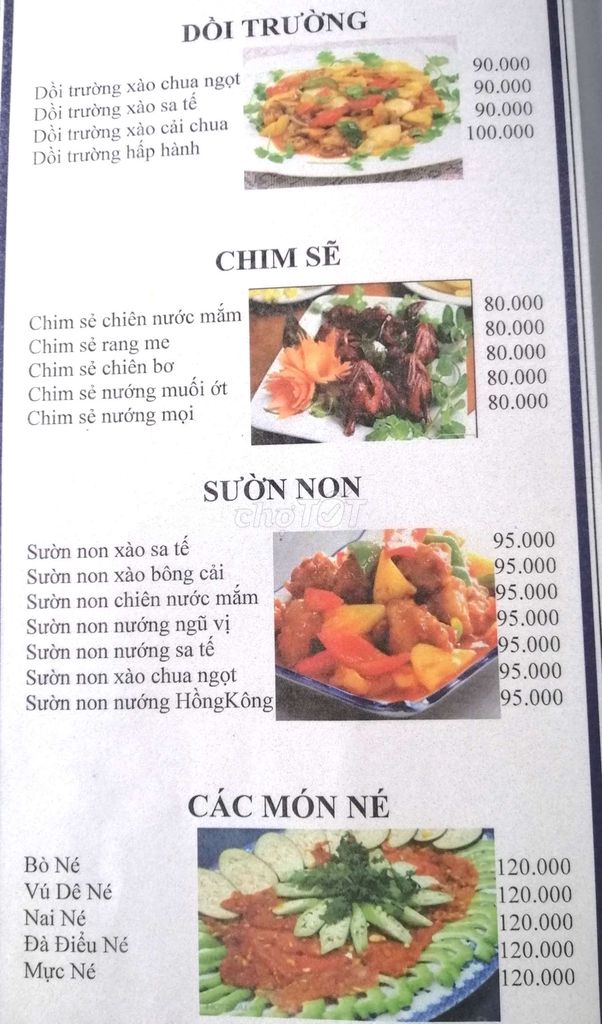 DỒI TRƯỜNG
Dồi trường xào chua ngọt 90.000
Dồi trường xào sa tế 90.000
Dồi trường xào cải chua 90.000
Dồi trường hấp hành 100.000
CHIM SẼ
Chim sẻ chiên nước mắm 80.000
Chim sẻ rang me 80.000
Chim sẻ chiên bơ 80.000
Chim sẻ nướng muối ớt 80.000
Chim sẻ nướng mọi 80.000
SƯỜN NON
chợTỐT
Sườn non xào sa tế 95.000
Sườn non xào bông cải 95.000
Sườn non chiên nước mắm 95.000
Sườn non nướng ngũ vị 95.000
Sườn non nướng sa tế 95.000
Sườn non xào chua ngọt 95.000
Sườn non nướng HồngKông 95.000
CÁC MÓN NÉ
Bò Né 120.000
Vú Dê Né 120.000
Nai Né 120.000
Đà Điểu Né 120.000
Mực Né 120.000